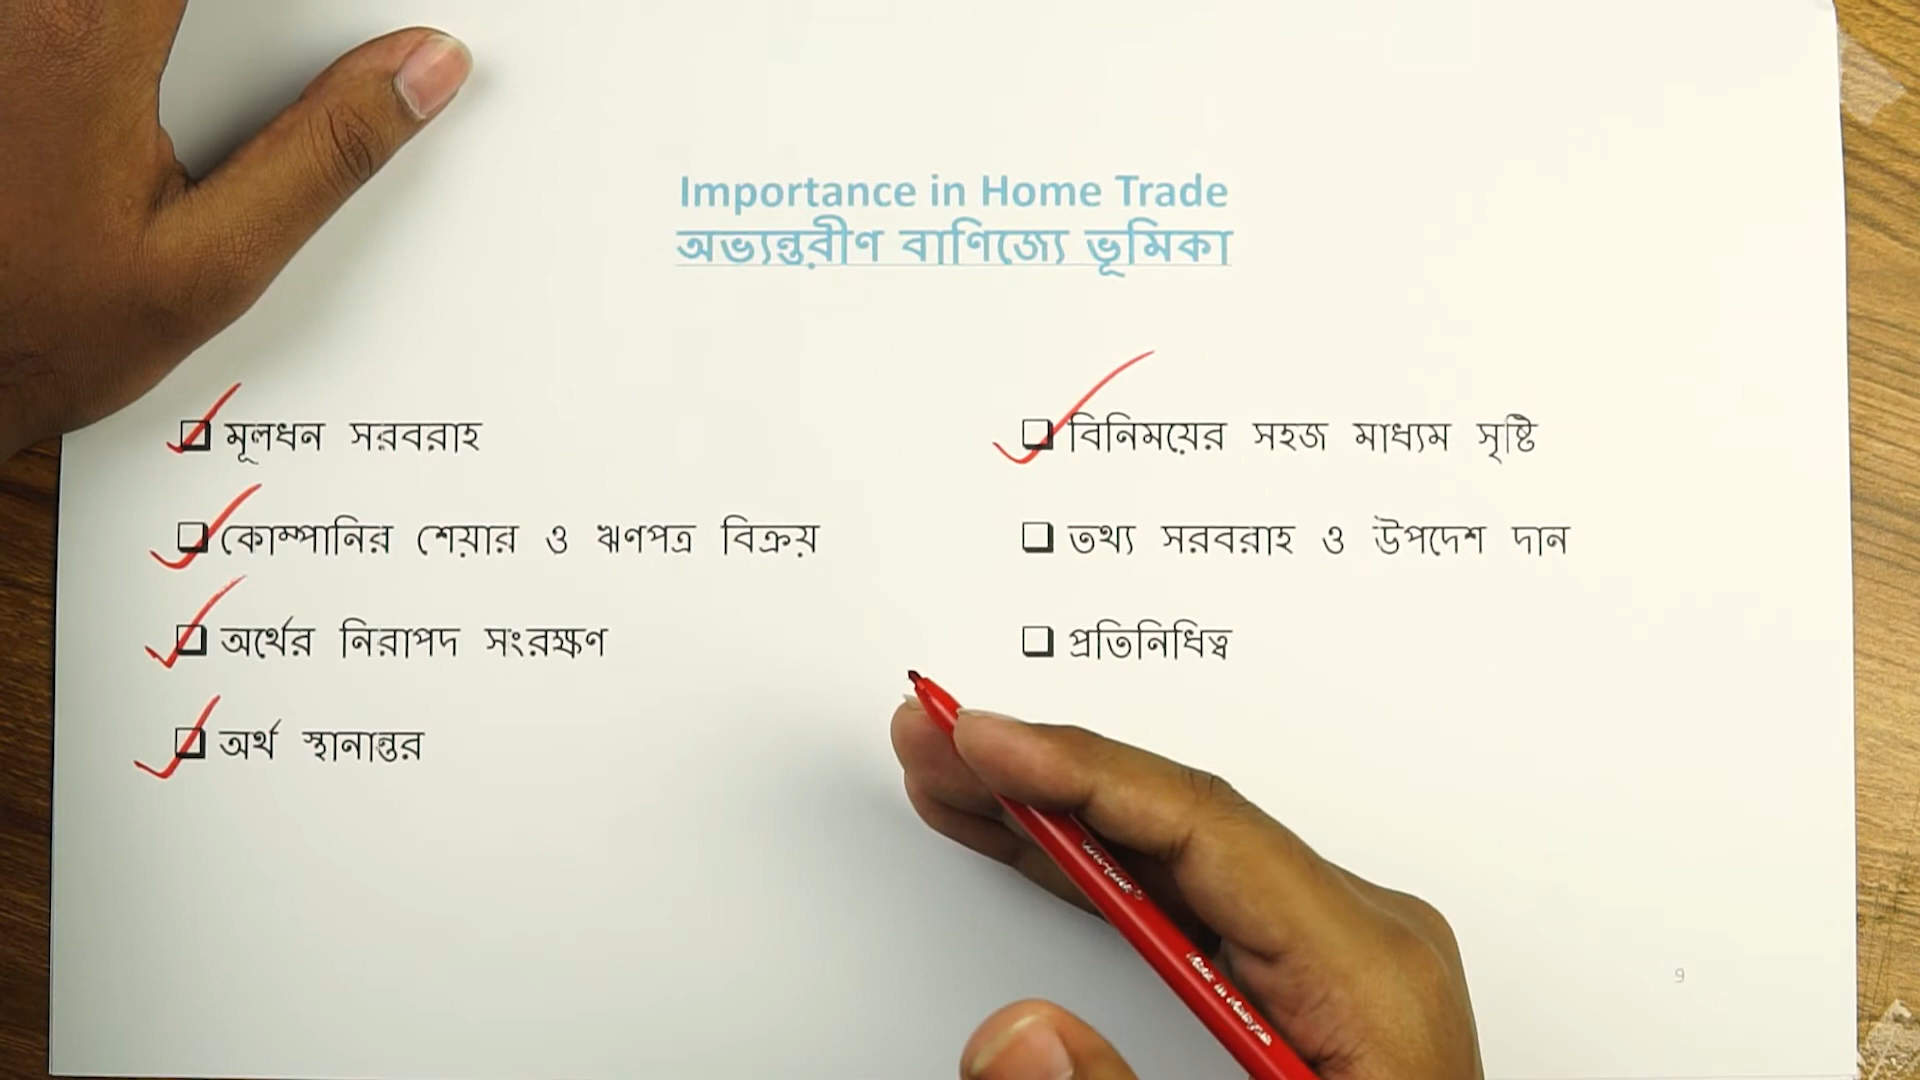 Importance in Home Trade
অভ্যন্তরীণ বাণিজ্যে ভূমিকা
মূলধন সরবরাহ
কোম্পানির শেয়ার ও ঋণপত্র বিক্রয়
অর্থের নিরাপদ সংরক্ষণ
অর্থ স্থানান্তর
বিনিময়ের সহজ মাধ্যম সৃষ্টি
তথ্য সরবরাহ ও উপদেশ দান
প্রতিনিধিত্ব
9